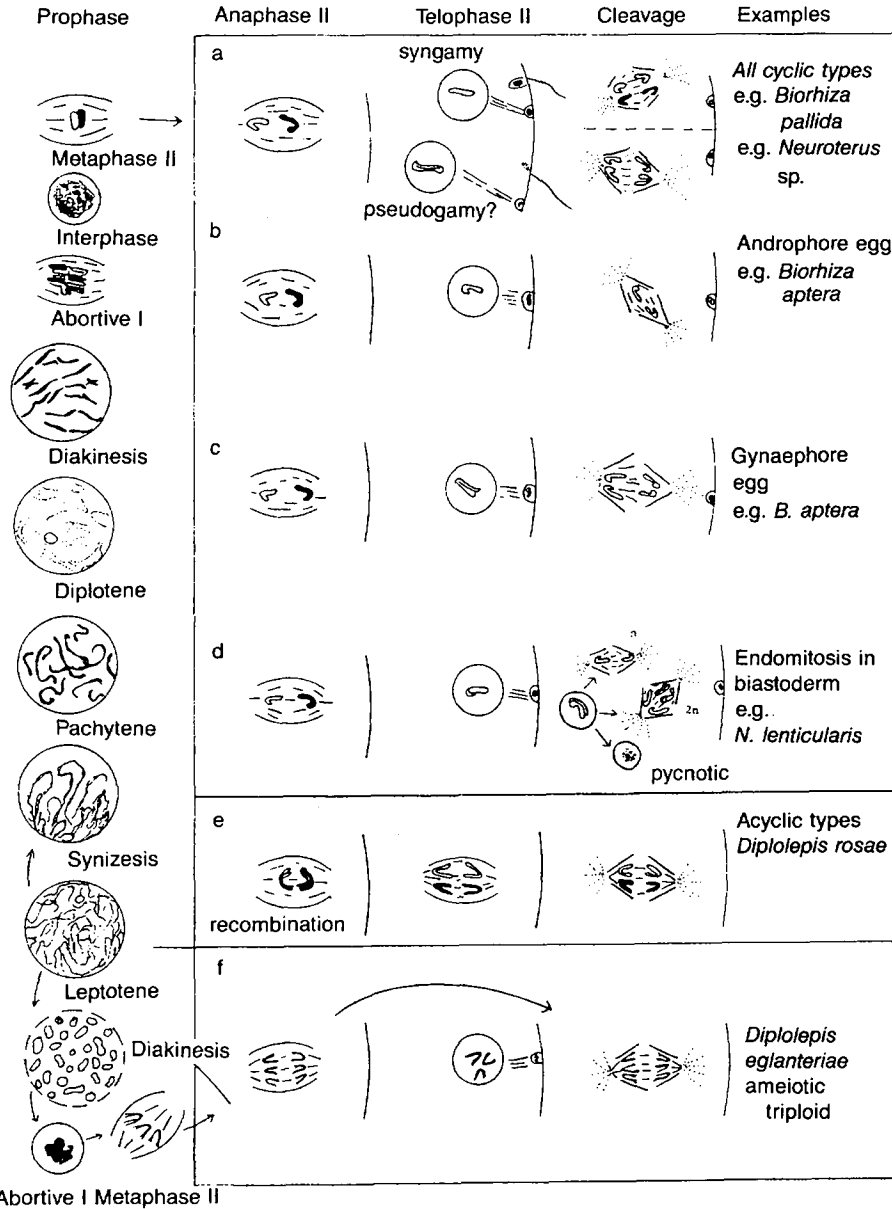 Prophase
Anaphase II
Telophase II
Cleavage
Examples
Metaphase II
Interphase
Abortive I
Diakinesis
Diplotene
Pachytene
Synizesis
Leptotene
Diakinesis
Abortive I Metaphase II
a
syngamy
pseudogamy?
All cyclic types
e.g. Biorhiza
pallida
e.g. Neuroterus
sp.
b
Androphore egg
e.g. Biorhiza
aptera
c
Gynaephore
egg
e.g. B. aptera
d
n
2n
pycnotic
Endomitosis in
biastoderm
e.g.
N. lenticularis
e
recombination
Acyclic types
Diplolepis rosae
f
Diplolepis
eglanteriae
ameiotic
triploid